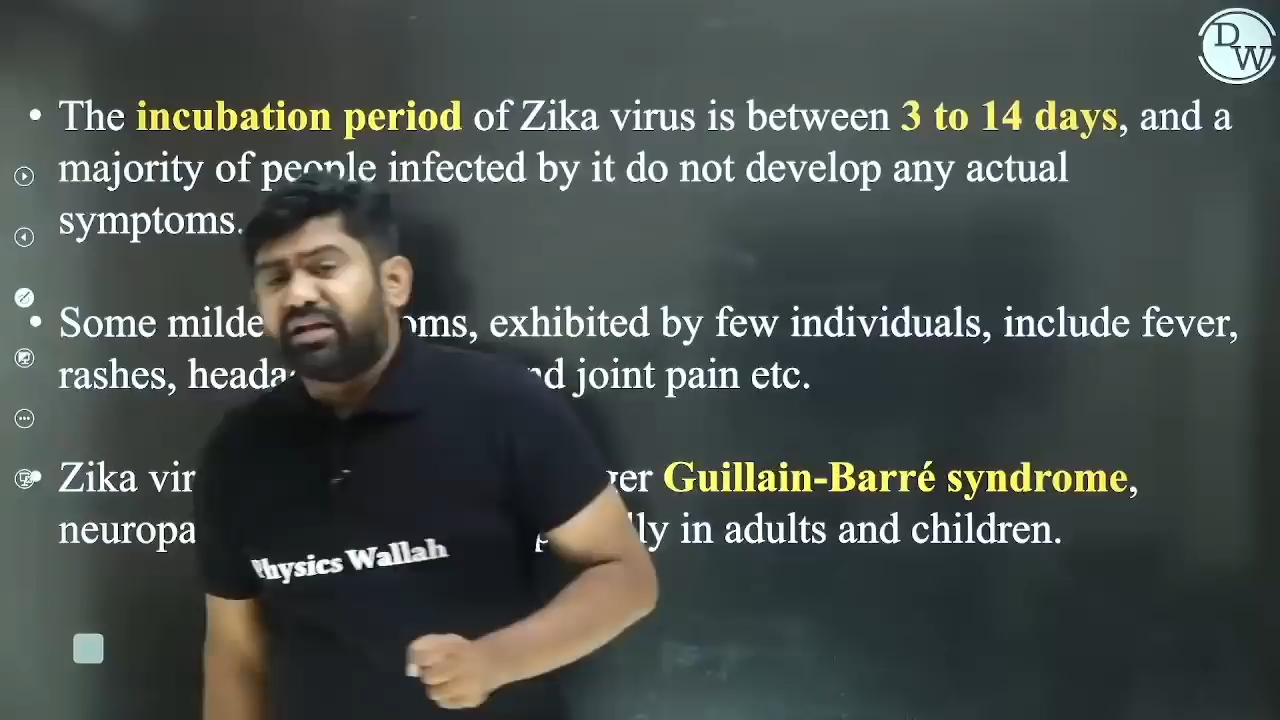 DW
• The incubation period of Zika virus is between 3 to 14 days, and a
majority of people infected by it do not develop any actual
symptoms.
• Some milde oms, exhibited by few individuals, include fever,
rashes, heada nd joint pain etc.
• Zika vir ger Guillain-Barré syndrome,
neuropa lly in adults and children.
Physics Wallah